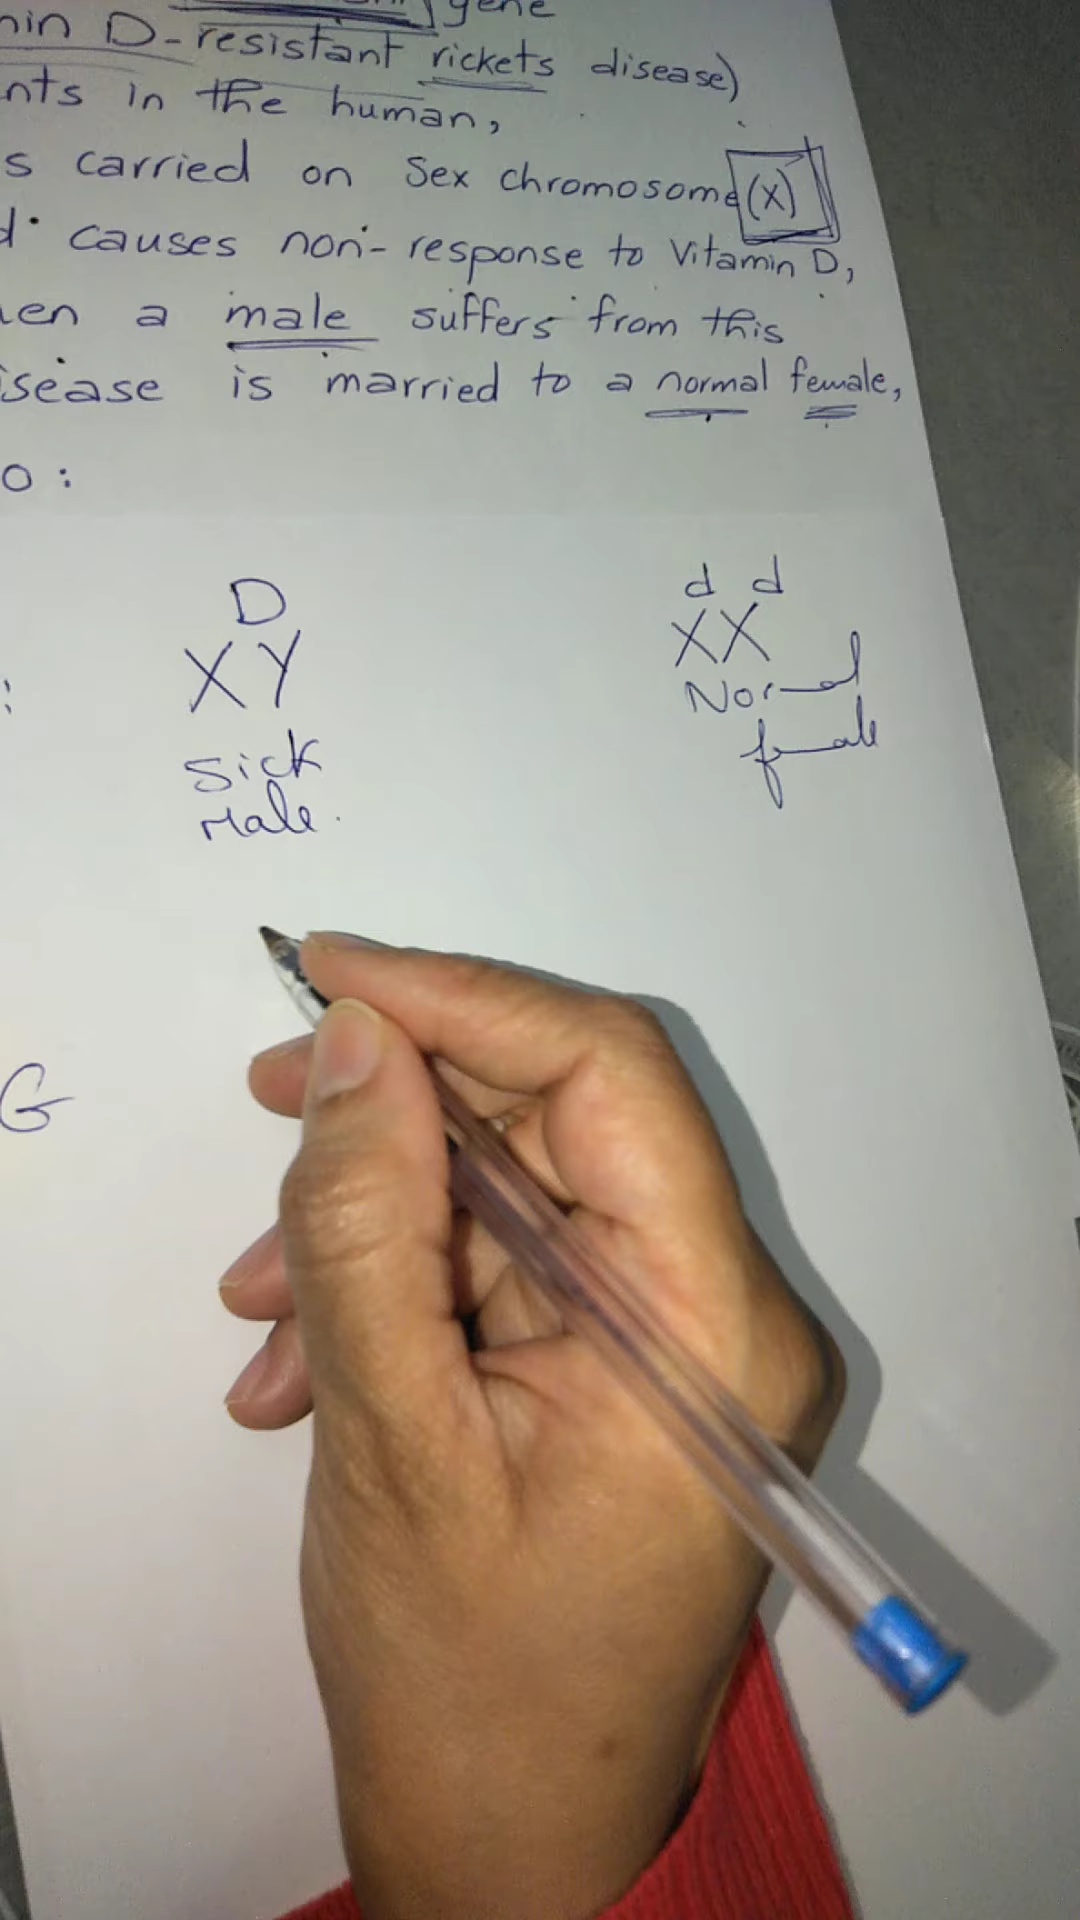 gene
min D-resistant rickets disease)
nts in the human,
s carried on Sex chromosome (X)
d causes non-response to Vitamin D,
en a male suffers from this
isease is married to a normal female,
o :
D
d d
XY
XX
:
Normal
female
Sick
Male.
G